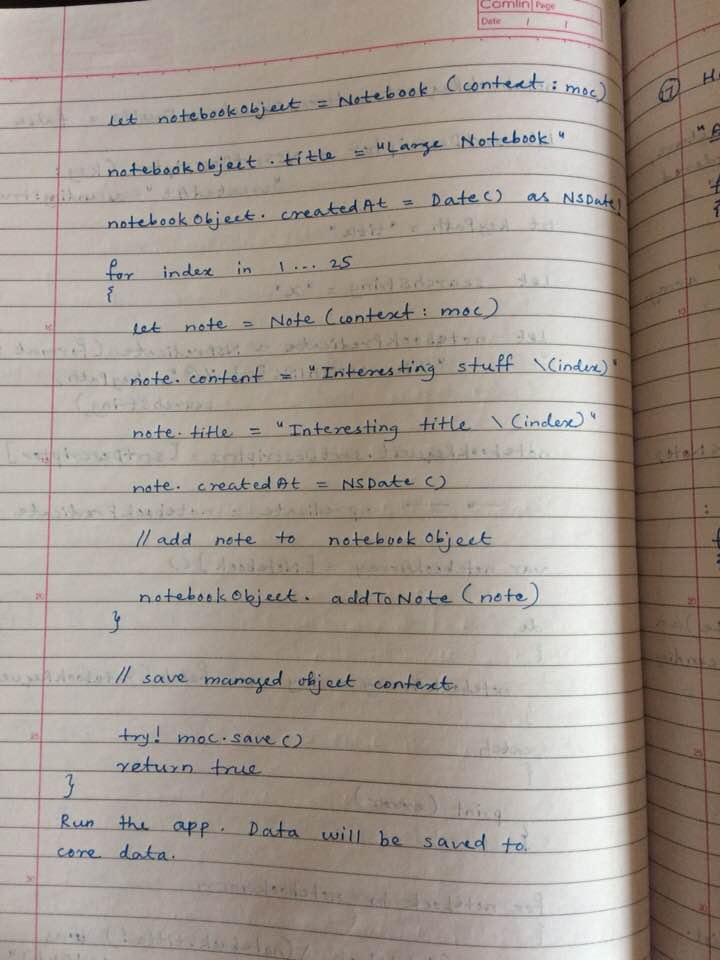 Camlin Page
Date / /
let notebookObject = Notebook (context : moc)
notebookObject . title = "Large Notebook"
notebookObject . createdAt = Date() as NSDate
for index in 1 ... 25
{
let note = Note (context : moc)
note . content = "Interesting" stuff \(index)"
note . title = "Interesting title \(index)"
note . createdAt = NSDate ()
// add note to notebookObject
notebookObject . addToNote (note)
}
// save managed object context
try! moc . save ()
return true
}
Run the app . Data will be saved to
core data .